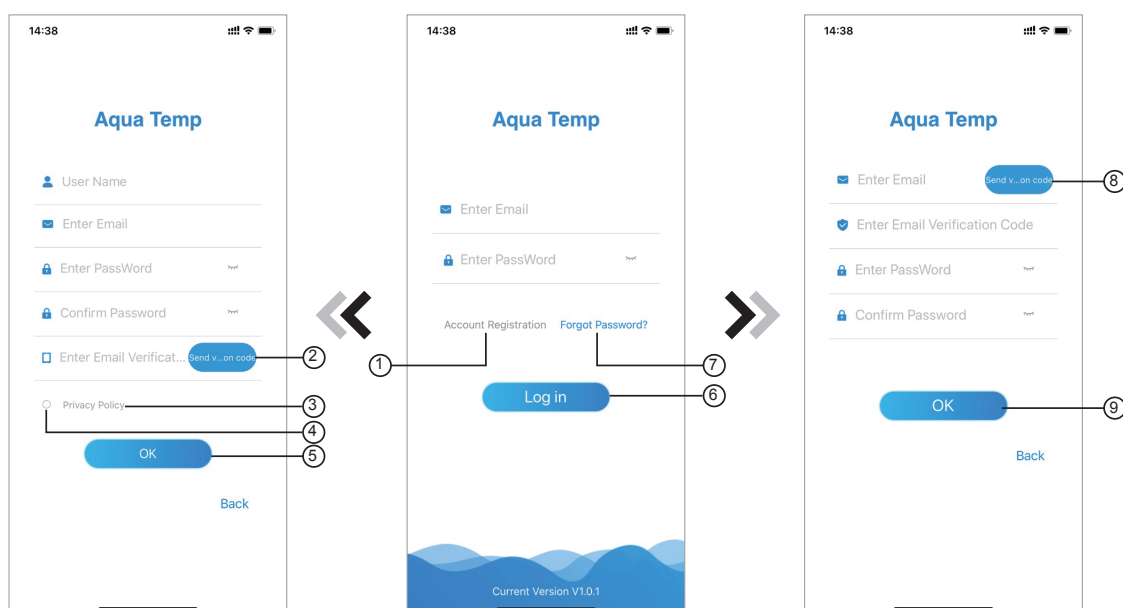 14:38
Aqua Temp
User Name
Enter Email
Enter PassWord
Confirm Password
Enter Email Verificat... Send v...on code
2
Privacy Policy
3
4
OK
5
Back
14:38
Aqua Temp
Enter Email
Enter PassWord
Account Registration Forgot Password?
1
7
Log in
6
Current Version V1.0.1
14:38
Aqua Temp
Enter Email Send v...on code
8
Enter Email Verification Code
Enter PassWord
Confirm Password
OK
9
Back